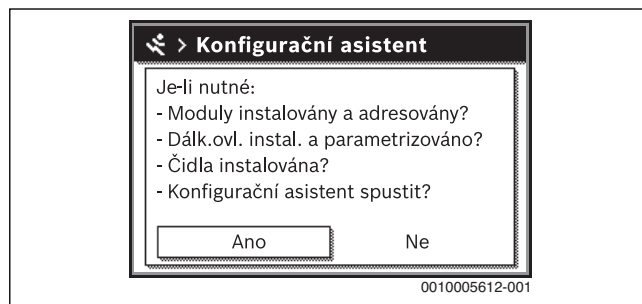 > Konfigurační asistent
Je-li nutné:
- Moduly instalovány a adresovány?
- Dálk.ovl. instal. a parametrizováno?
- Čidla instalována?
- Konfigurační asistent spustit?
Ano Ne
0010005612-001